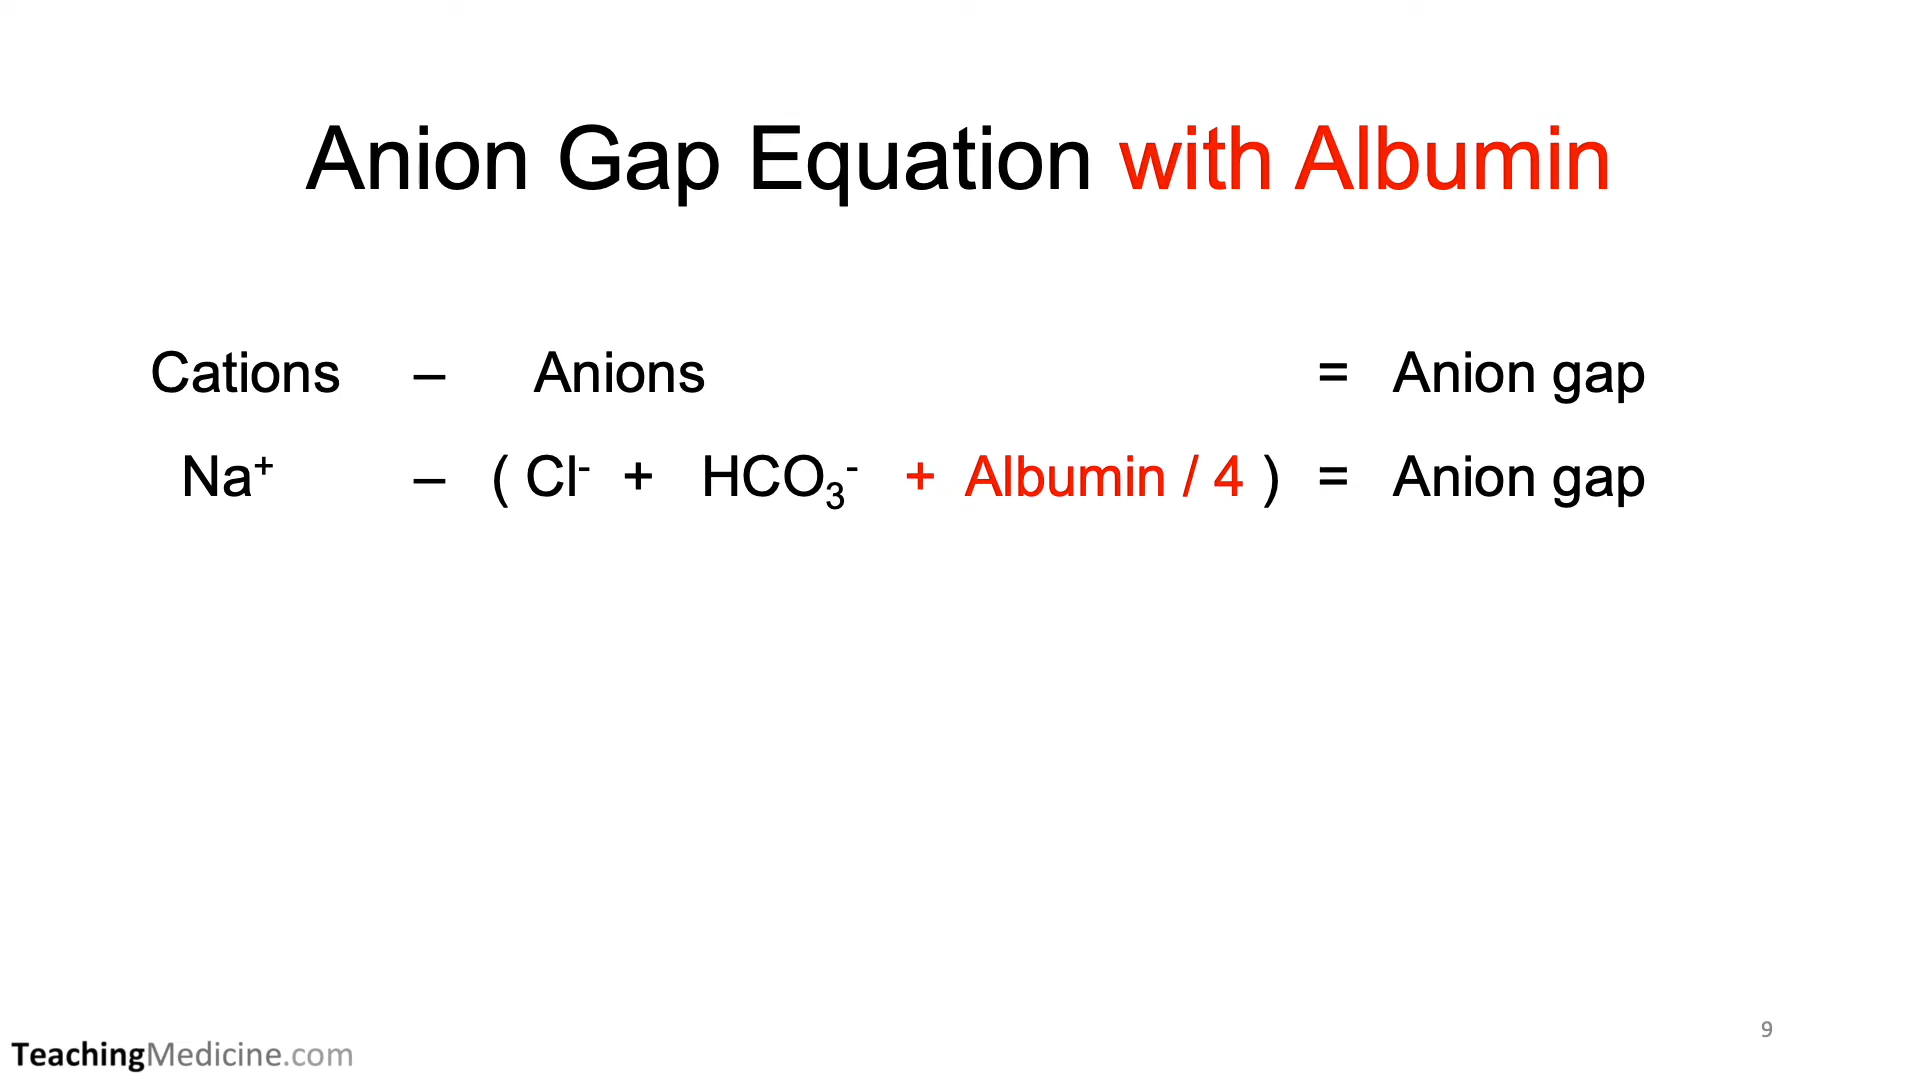 Anion Gap Equation with Albumin
Cations – Anions = Anion gap
Na⁺ – ( Cl⁻ + HCO₃⁻ + Albumin / 4 ) = Anion gap
9
TeachingMedicine.com